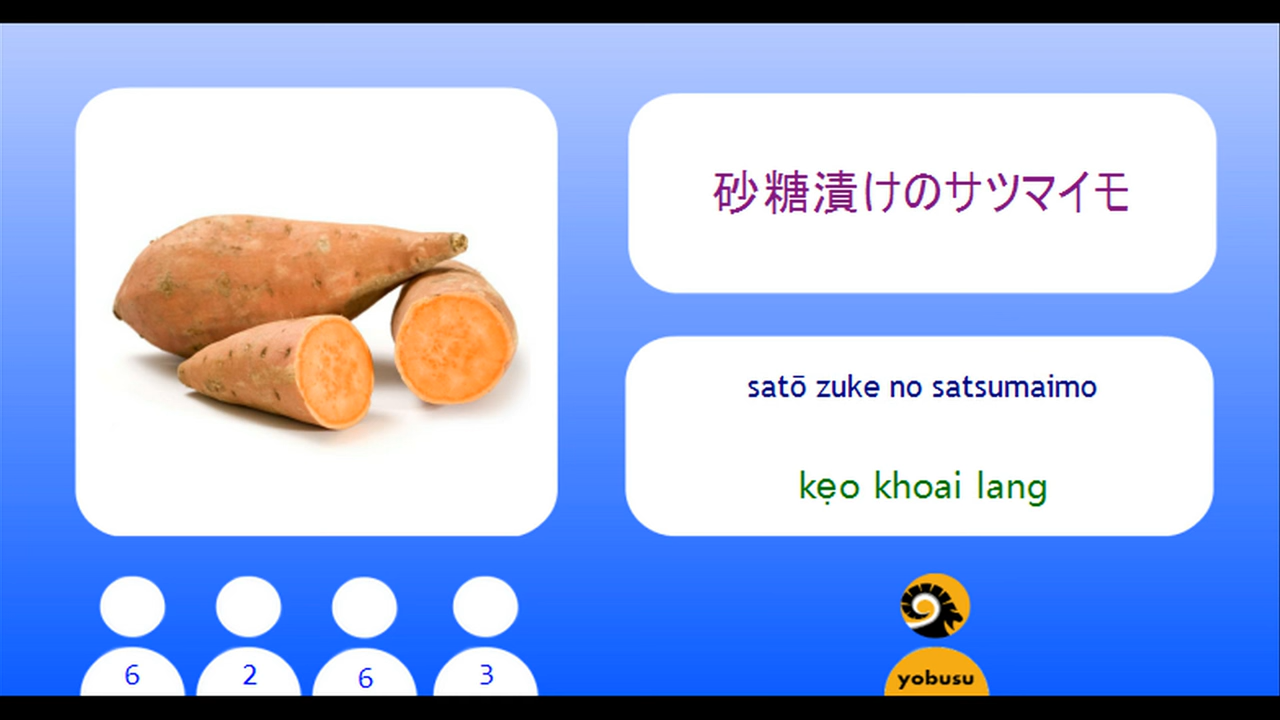 砂糖漬けのサツマイモ
satō zuke no satsumaimo
kẹo khoai lang
6 2 6 3
yobusu